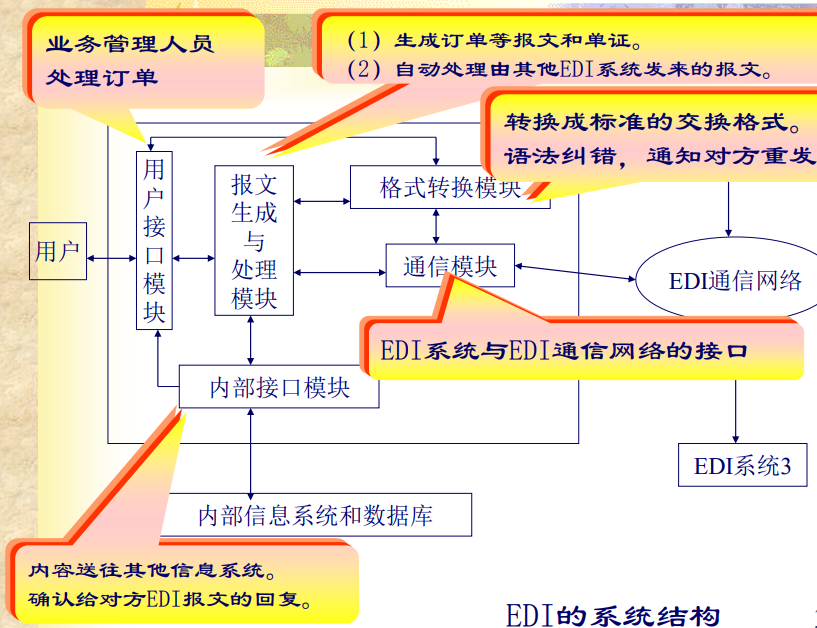 业务管理人员
处理订单
(1) 生成订单等报文和单证。
(2) 自动处理由其他EDI系统发来的报文。
转换成标准的交换格式。
语法纠错，通知对方重发
用户
用户接口模块
报文
生成
与
处理
模块
格式转换模块
通信模块
EDI通信网络
EDI系统与EDI通信网络的接口
内部接口模块
EDI系统3
内部信息系统和数据库
内容送往其他信息系统。
确认给对方EDI报文的回复。
EDI的系统结构